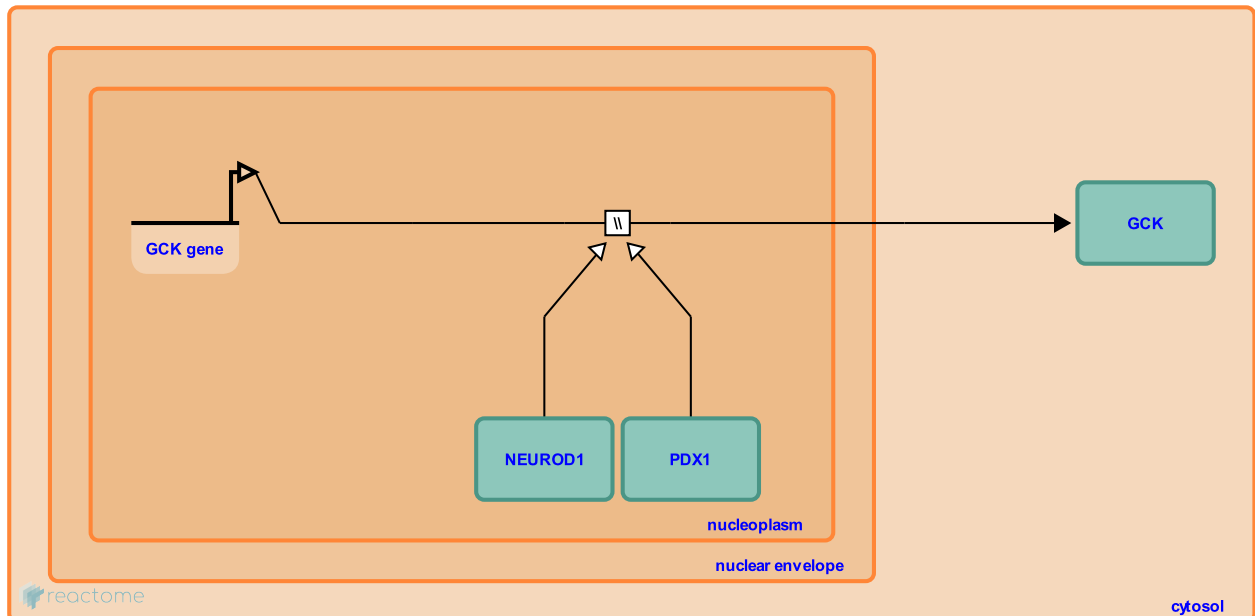 GCK gene
\\
GCK
NEUROD1
PDX1
nucleoplasm
nuclear envelope
reactome
cytosol